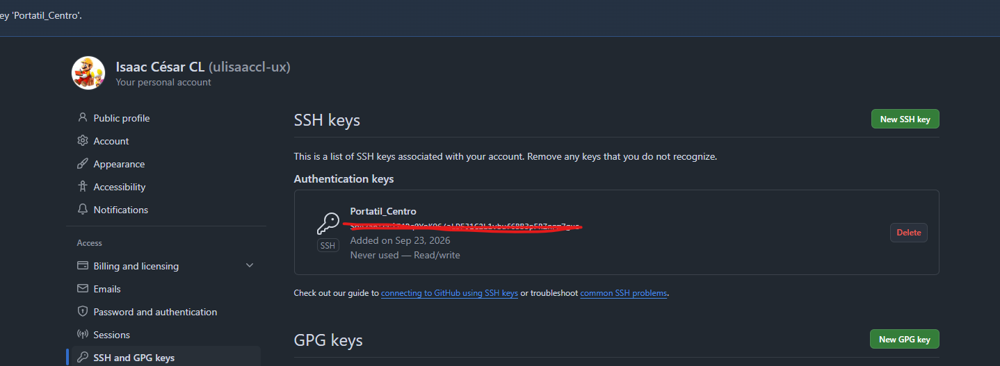 ey 'Portatil_Centro'.
Isaac César CL (ulisaaccl-ux)
Your personal account
Public profile
Account
Appearance
Accessibility
Notifications
Access
Billing and licensing
Emails
Password and authentication
Sessions
SSH and GPG keys
SSH keys
New SSH key
This is a list of SSH keys associated with your account. Remove any keys that you do not recognize.
Authentication keys
Portatil_Centro
SSH
Added on Sep 23, 2026
Never used — Read/write
Delete
Check out our guide to connecting to GitHub using SSH keys or troubleshoot common SSH problems.
GPG keys
New GPG key